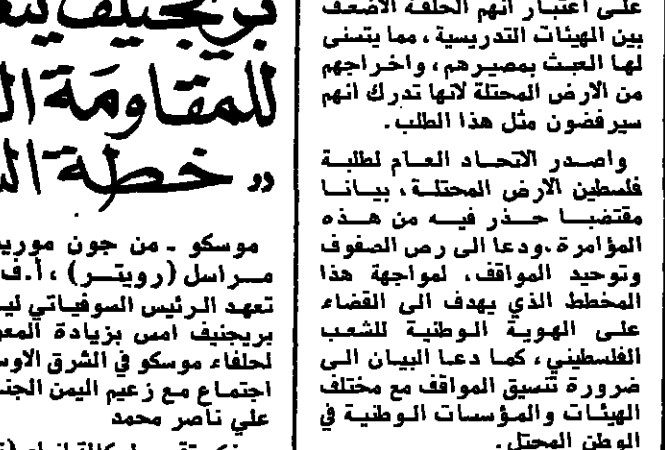 على اعتبار انهم الحلقة الاضعف
بين الهيئات التدريسية ، مما يتسنى
لها العبث بمصيرهم ، واخراجهم
من الارض المحتلة لانها تدرك انهم
سيرفضون مثل هذا الطلب .
واصدر الاتحاد العام لطلبة
فلسطين الارض المحتلة ، بيانا
مقتضبا حذر فيه من هذه
المؤامرة .ودعا الى رص الصفوف
وتوحيد المواقف، لمواجهة هذا
المخطط الذي يهدف الى القضاء
على الهوية الوطنية للشعب
الفلسطيني ، كما دعا البيان الى
ضرورة تنسيق المواقف مع مختلف
الهيئات والمؤسسات الوطنية في
الوطن المحتل .
بريجنيف
للمقاومة
« خطة
موسكو ـ من جون
مراسل (رويتر) ، أ.ف
تعهد الرئيس السوفياتي
بريجنيف امس بزيادة
لحلفاء موسكو في الشرق
اجتماع مع زعيم اليمن
علي ناصر محمد